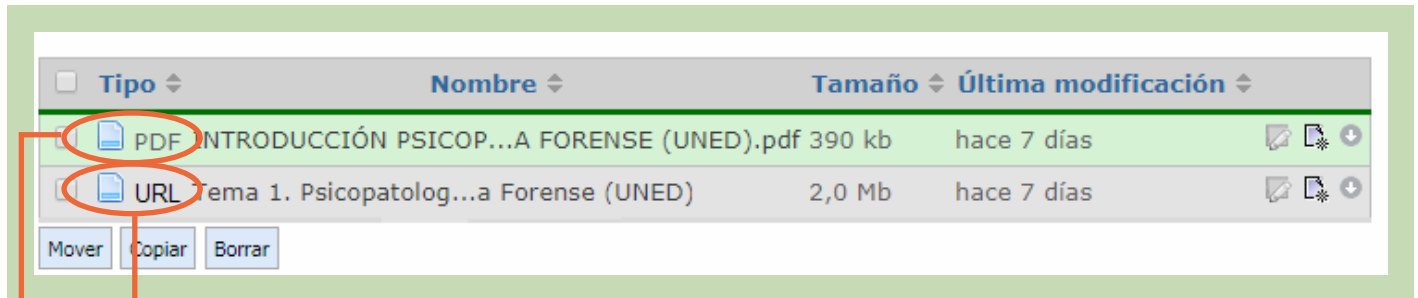 Tipo Nombre Tamaño Última modificación
PDF INTRODUCCIÓN PSICOP...A FORENSE (UNED).pdf 390 kb hace 7 días
URL Tema 1. Psicopatolog...a Forense (UNED) 2,0 Mb hace 7 días
Mover Copiar Borrar